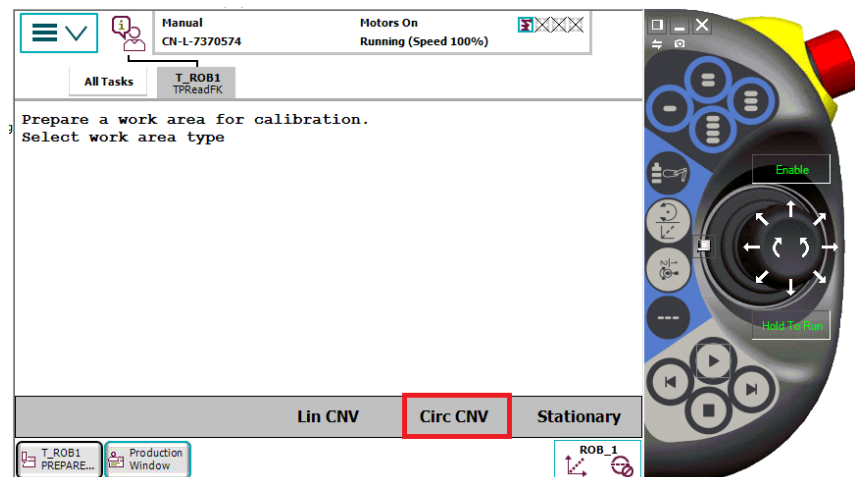 Manual
CN-L-7370574
Motors On
Running (Speed 100%)
All Tasks
T_ROB1
TPReadFK
Prepare a work area for calibration.
Select work area type
Enable
Hold To Run
Lin CNV
Circ CNV
Stationary
T_ROB1
PREPARE...
Production
Window
ROB_1